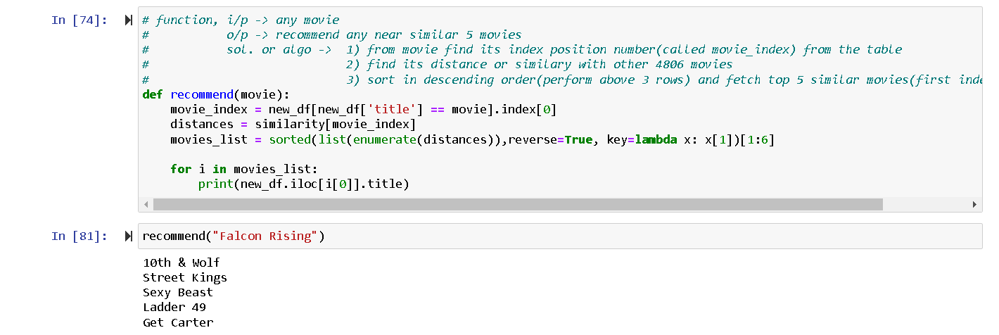 In [74]:
# function, i/p -> any movie
#           o/p -> recommend any near similar 5 movies
#           sol. or algo ->  1) from movie find its index position number(called movie_index) from the table
#                            2) find its distance or similary with other 4806 movies
#                            3) sort in descending order(perform above 3 rows) and fetch top 5 similar movies(first
def recommend(movie):
    movie_index = new_df[new_df['title'] == movie].index[0]
    distances = similarity[movie_index]
    movies_list = sorted(list(enumerate(distances)),reverse=True, key=lambda x: x[1])[1:6]
    for i in movies_list:
        print(new_df.iloc[i[0]].title)
In [81]:
recommend("Falcon Rising")
10th & Wolf
Street Kings
Sexy Beast
Ladder 49
Get Carter